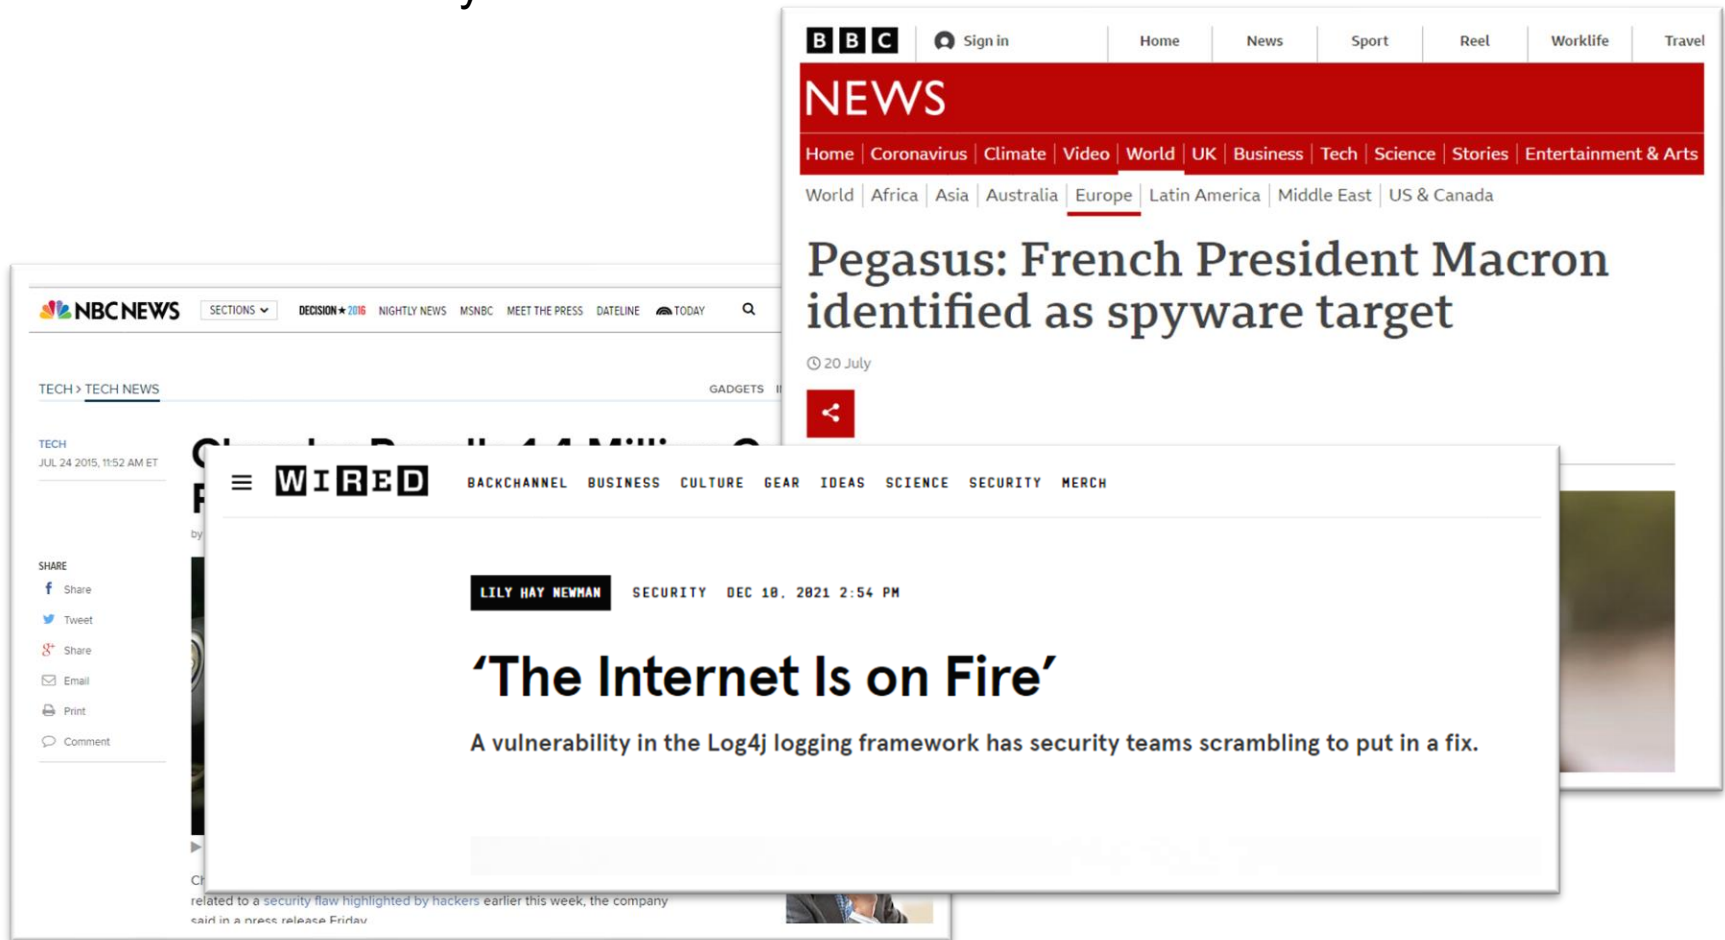 BBC Sign in Home News Sport Reel Worklife Travel
NEWS
Home Coronavirus Climate Video World UK Business Tech Science Stories Entertainment & Arts
World Africa Asia Australia Europe Latin America Middle East US & Canada
Pegasus: French President Macron
identified as spyware target
20 July
NBC NEWS SECTIONS DECISION★2016 NIGHTLY NEWS MSNBC MEET THE PRESS DATELINE TODAY
TECH > TECH NEWS GADGETS
TECH
JUL 24 2015, 11:52 AM ET
by
SHARE
Share
Tweet
Share
Email
Print
Comment
related to a security flaw highlighted by hackers earlier this week, the company
said in a press release Friday
WIRED BACKCHANNEL BUSINESS CULTURE GEAR IDEAS SCIENCE SECURITY MERCH
LILY HAY NEWMAN SECURITY DEC 10, 2021 2:54 PM
‘The Internet Is on Fire’
A vulnerability in the Log4j logging framework has security teams scrambling to put in a fix.